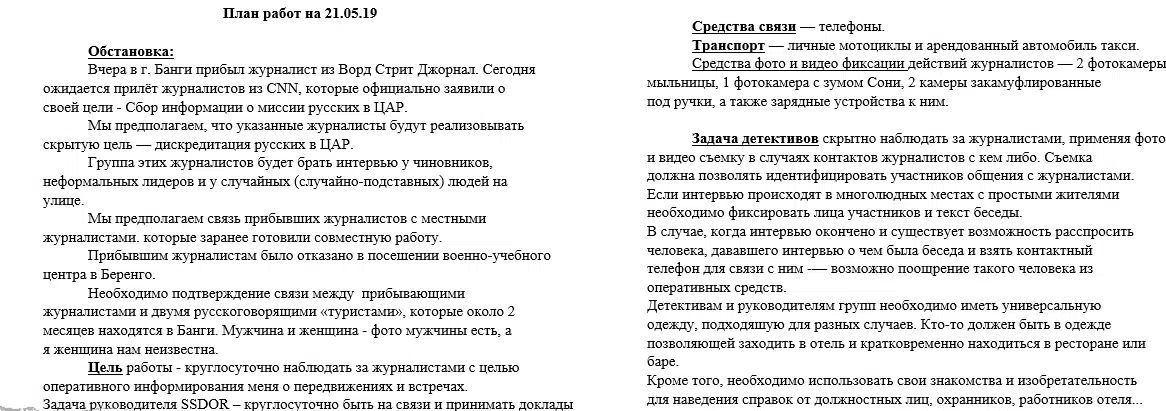 План работ на 21.05.19
Обстановка:
Вчера в г. Банги прибыл журналист из Ворд Стрит Джорнал. Сегодня
ожидается прилёт журналистов из CNN, которые официально заявили о
своей цели - Сбор информации о миссии русских в ЦАР.
Мы предполагаем, что указанные журналисты будут реализовывать
скрытую цель — дискредитация русских в ЦАР.
Группа этих журналистов будет брать интервью у чиновников,
неформальных лидеров и у случайных (случайно-подставных) людей на
улице.
Мы предполагаем связь прибывших журналистов с местными
журналистами. которые заранее готовили совместную работу.
Прибывшим журналистам было отказано в посещении военно-учебного
центра в Беренго.
Необходимо подтверждение связи между прибывающими
журналистами и двумя русскоговорящими «туристами», которые около 2
месяцев находятся в Банги. Мужчина и женщина - фото мужчины есть, а
я женщина нам неизвестна.
Цель работы - круглосуточно наблюдать за журналистами с целью
оперативного информирования меня о передвижениях и встречах.
Задача руководителя SSDOR – круглосуточно быть на связи и принимать доклады
Средства связи — телефоны.
Транспорт — личные мотоциклы и арендованный автомобиль такси.
Средства фото и видео фиксации действий журналистов — 2 фотокамеры
мыльницы, 1 фотокамера с зумом Сони, 2 камеры закамуфлированные
под ручки, а также зарядные устройства к ним.
Задача детективов скрытно наблюдать за журналистами, применяя фото
и видео съемку в случаях контактов журналистов с кем либо. Съемка
должна позволять идентифицировать участников общения с журналистами.
Если интервью происходят в многолюдных местах с простыми жителями
необходимо фиксировать лица участников и текст беседы.
В случае, когда интервью окончено и существует возможность расспросить
человека, дававшего интервью о чем была беседа и взять контактный
телефон для связи с ним -— возможно поощрение такого человека из
оперативных средств.
Детективам и руководителям групп необходимо иметь универсальную
одежду, подходящую для разных случаев. Кто-то должен быть в одежде
позволяющей заходить в отель и кратковременно находиться в ресторане или
баре.
Кроме того, необходимо использовать свои знакомства и изобретательность
для наведения справок от должностных лиц, охранников, работников отеля...